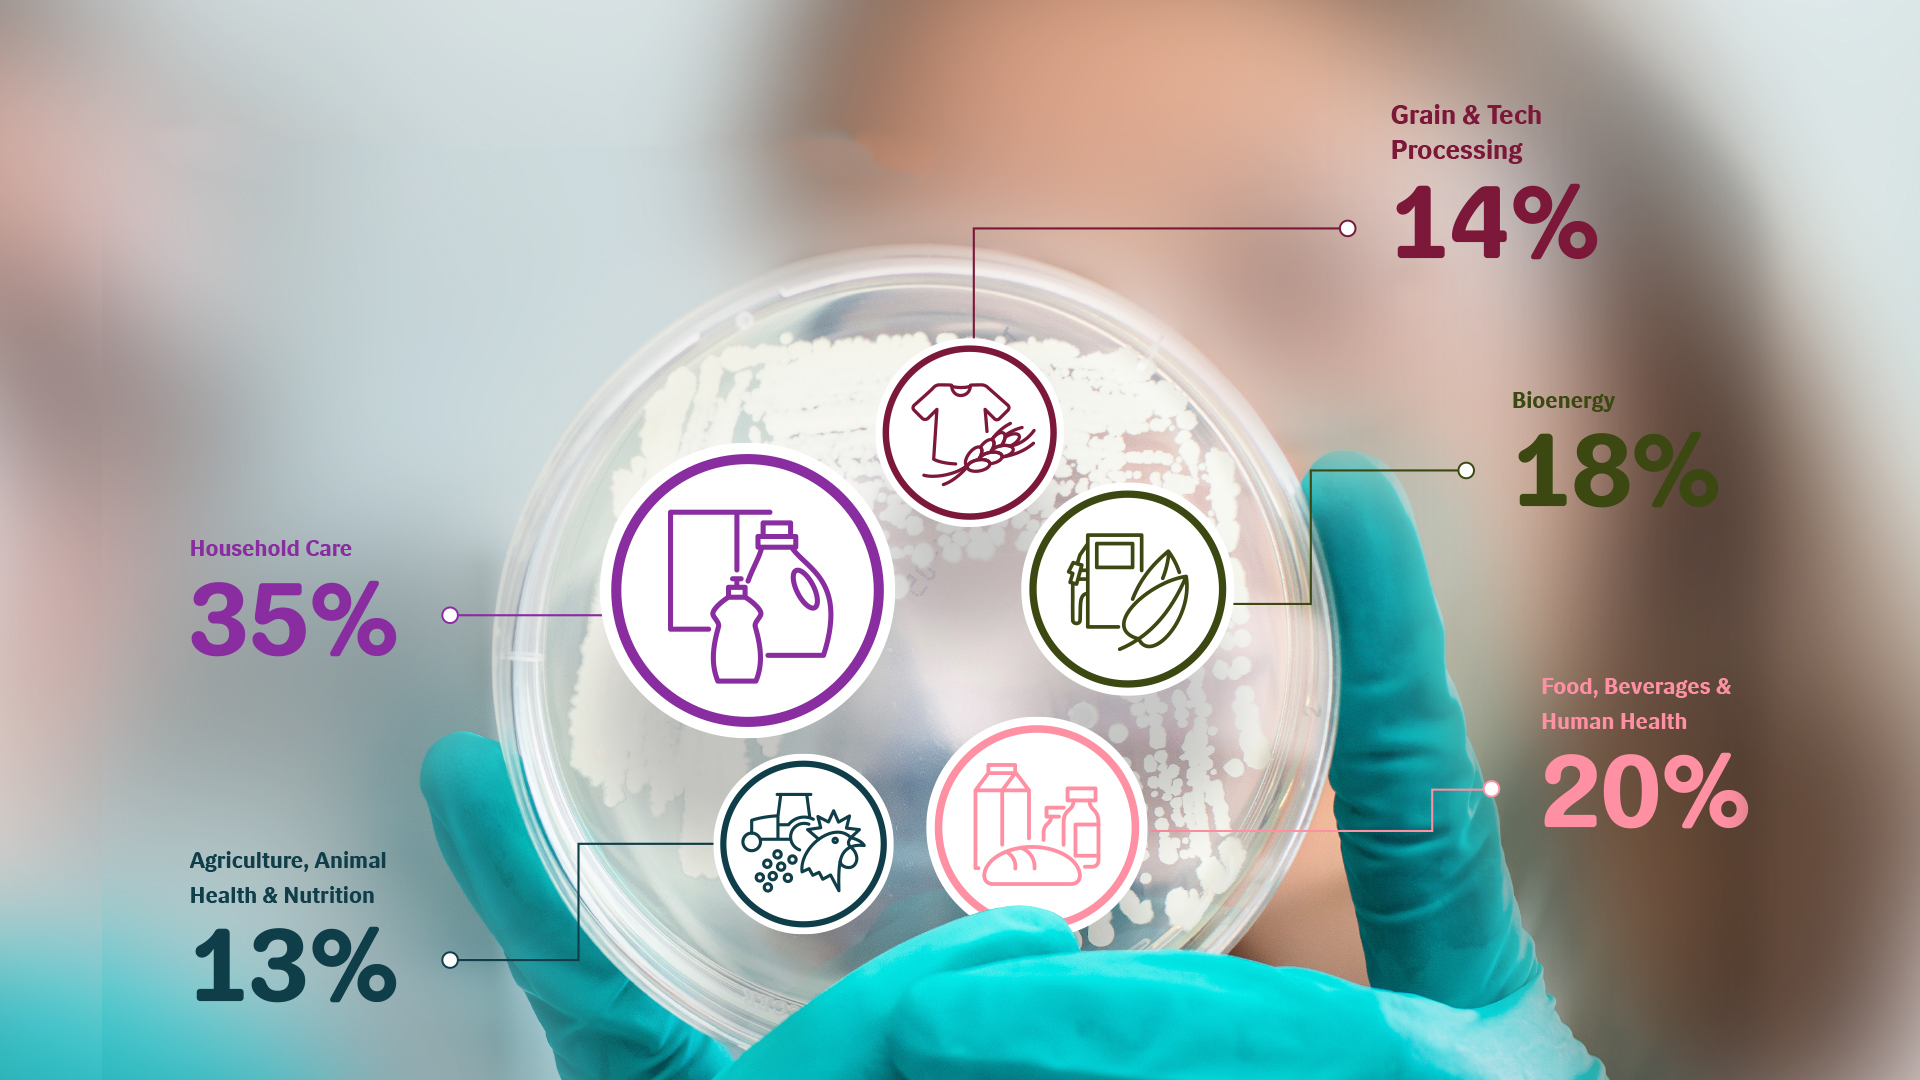 Grain & Tech
Processing
14%
Bioenergy
18%
Household Care
35%
Food, Beverages &
Human Health
20%
Agriculture, Animal
Health & Nutrition
13%